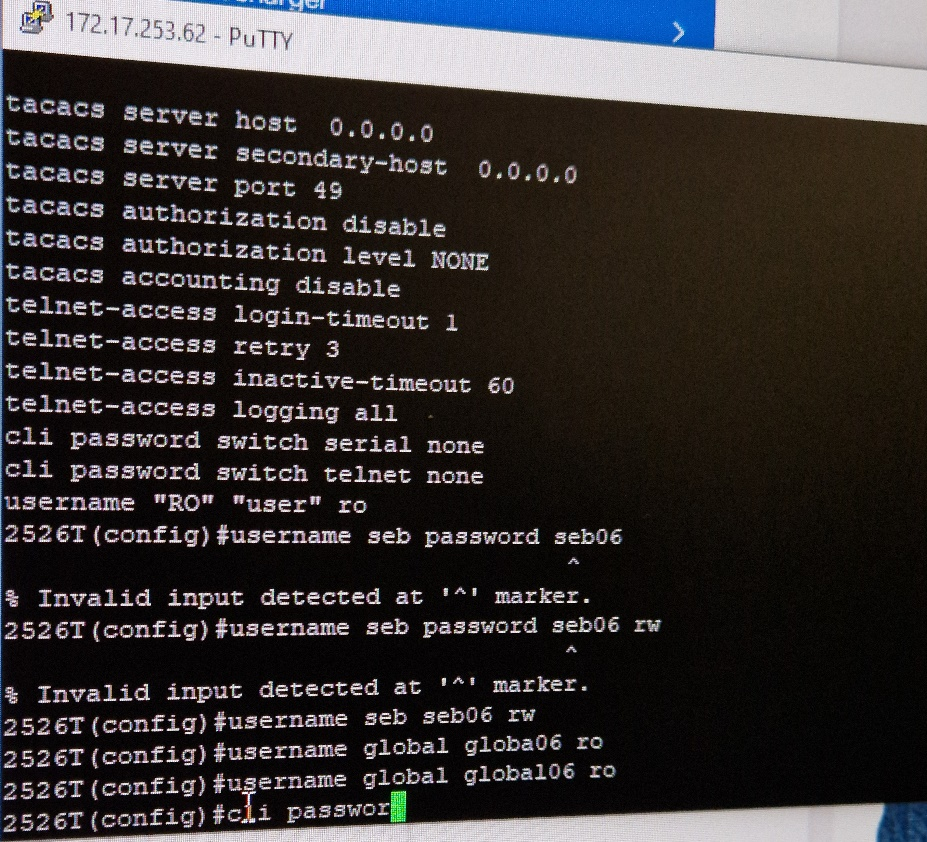 charger
172.17.253.62 - PuTTY
tacacs server host  0.0.0.0
tacacs server secondary-host  0.0.0.0
tacacs server port 49
tacacs authorization disable
tacacs authorization level NONE
tacacs accounting disable
telnet-access login-timeout 1
telnet-access retry 3
telnet-access inactive-timeout 60
telnet-access logging all
cli password switch serial none
cli password switch telnet none
username "RO" "user" ro
2526T(config)#username seb password seb06
^
% Invalid input detected at '^' marker.
2526T(config)#username seb password seb06 rw
^
% Invalid input detected at '^' marker.
2526T(config)#username seb seb06 rw
2526T(config)#username global globa06 ro
2526T(config)#username global global06 ro
2526T(config)#cli passwor